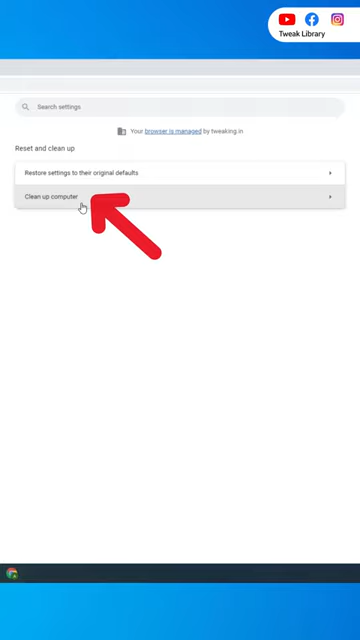 Tweak Library
Search settings
Your browser is managed by tweaking in
Reset and clean up
Restore settings to their original defaults
Clean up computer